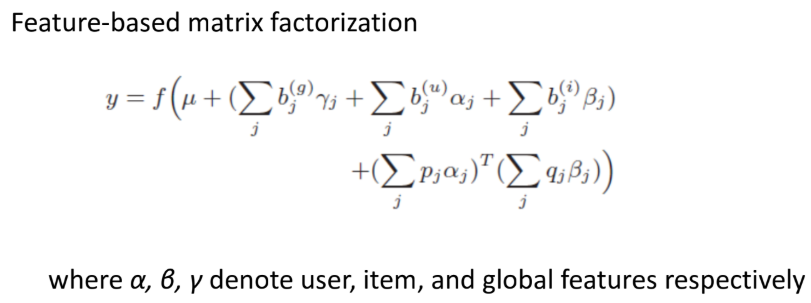 Feature-based matrix factorization
y = f(μ + (∑_j b_j^(g) γ_j + ∑_j b_j^(u) α_j + ∑_j b_j^(i) β_j)
+(∑_j p_j α_j)^T (∑_j q_j β_j))
where α, β, γ denote user, item, and global features respectively